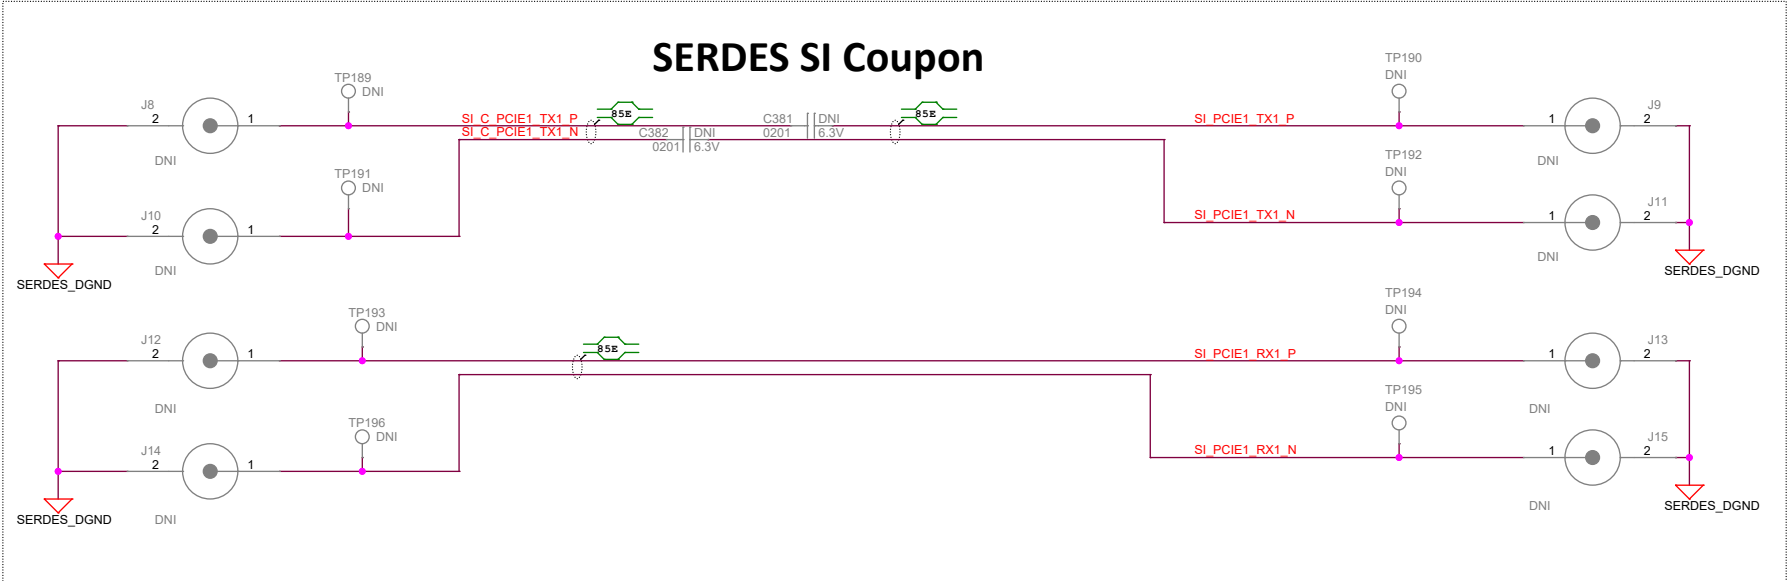 SERDES SI Coupon
TP189
DNI
J8
2
1
DNI
SI_C_PCIE1_TX1_P
SI_C_PCIE1_TX1_N
85E
C382
0201
DNI
6.3V
C381
0201
DNI
6.3V
85E
SI_PCIE1_TX1_P
TP190
DNI
1
J9
2
DNI
TP191
DNI
J10
2
1
DNI
SERDES_DGND
TP192
DNI
SI_PCIE1_TX1_N
1
J11
2
DNI
SERDES_DGND
TP193
DNI
J12
2
1
DNI
85E
SI_PCIE1_RX1_P
TP194
DNI
1
J13
2
DNI
TP196
DNI
J14
2
1
DNI
SERDES_DGND
TP195
DNI
SI_PCIE1_RX1_N
1
J15
2
DNI
SERDES_DGND